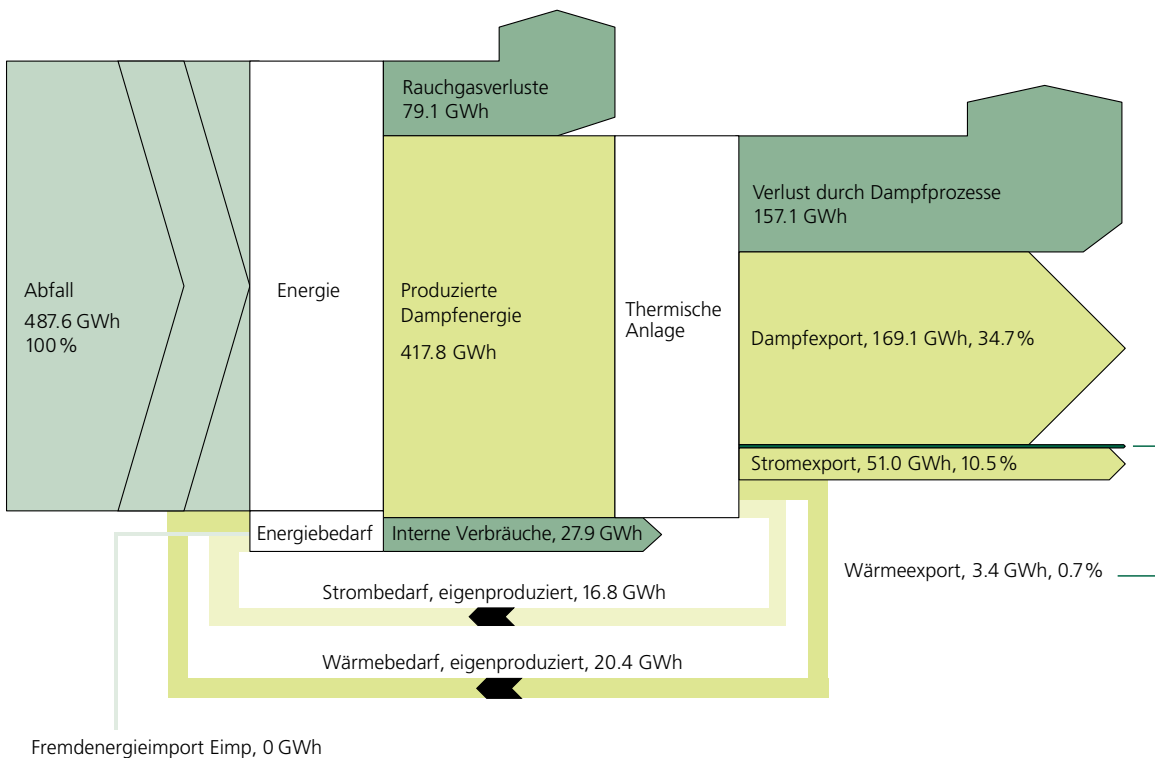 Rauchgasverluste
79.1 GWh
Verlust durch Dampfprozesse
157.1 GWh
Abfall
487.6 GWh
100 %
Energie
Produzierte
Dampfenergie
417.8 GWh
Thermische
Anlage
Dampfexport, 169.1 GWh, 34.7 %
Stromexport, 51.0 GWh, 10.5 %
Energiebedarf
Interne Verbräuche, 27.9 GWh
Wärmeexport, 3.4 GWh, 0.7 %
Strombedarf, eigenproduziert, 16.8 GWh
Wärmebedarf, eigenproduziert, 20.4 GWh
Fremdenergieimport Eimp, 0 GWh